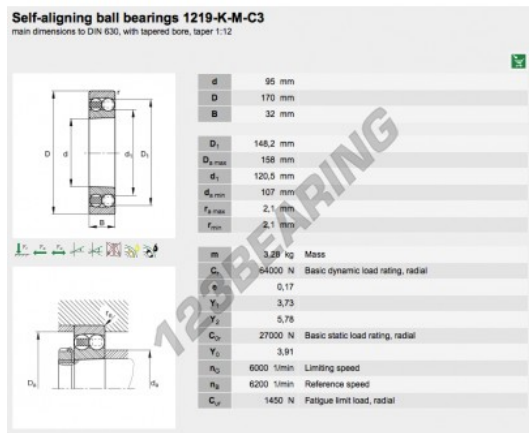 Self-aligning ball bearings 1219-K-M-C3
main dimensions to DIN 630, with tapered bore, taper 1:12
d 95 mm
D 170 mm
B 32 mm
D1 148,2 mm
Da max 158 mm
d1 120,5 mm
da min 107 mm
ra max 2,1 mm
rmin 2,1 mm
m 3,28 kg Mass
Cr 64000 N Basic dynamic load rating, radial
e 0,17
Y1 3,73
Y2 5,78
C0r 27000 N Basic static load rating, radial
Y0 3,91
nG 6000 1/min Limiting speed
nB 6200 1/min Reference speed
Cur 1450 N Fatigue limit load, radial
r
D d d1 D1
B
ra
Da da
123BEARING